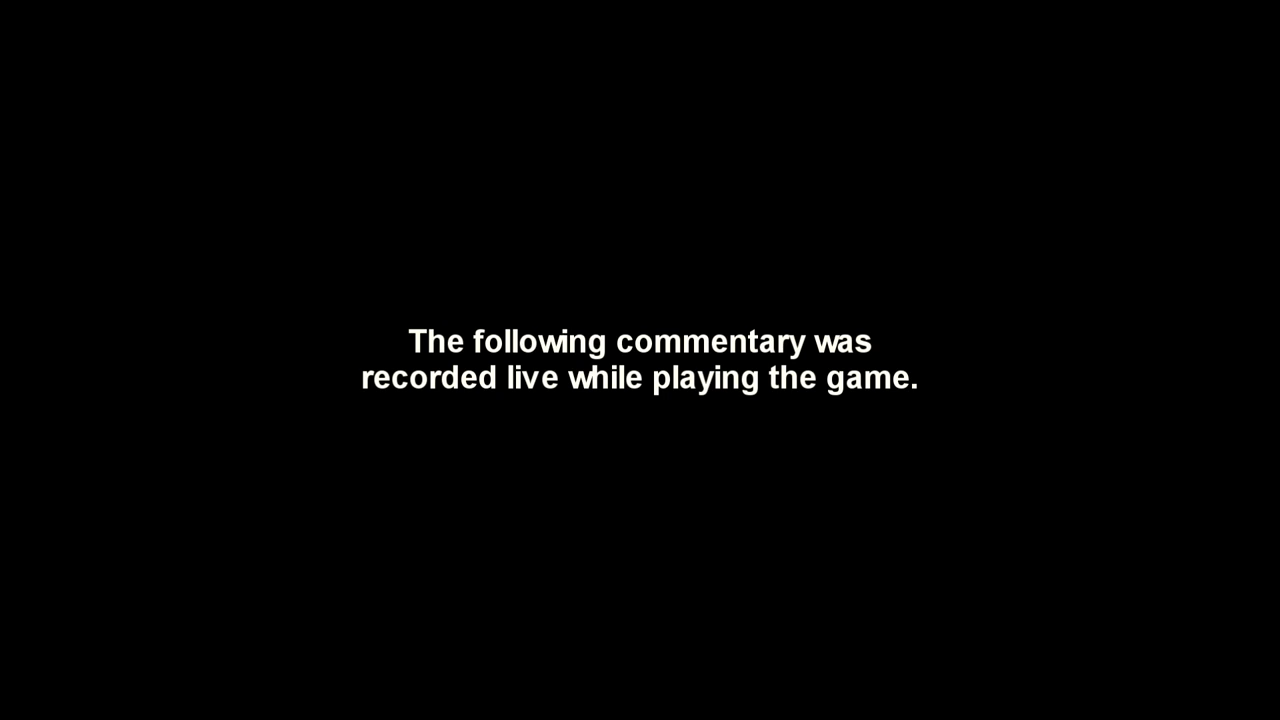 The following commentary was
recorded live while playing the game.